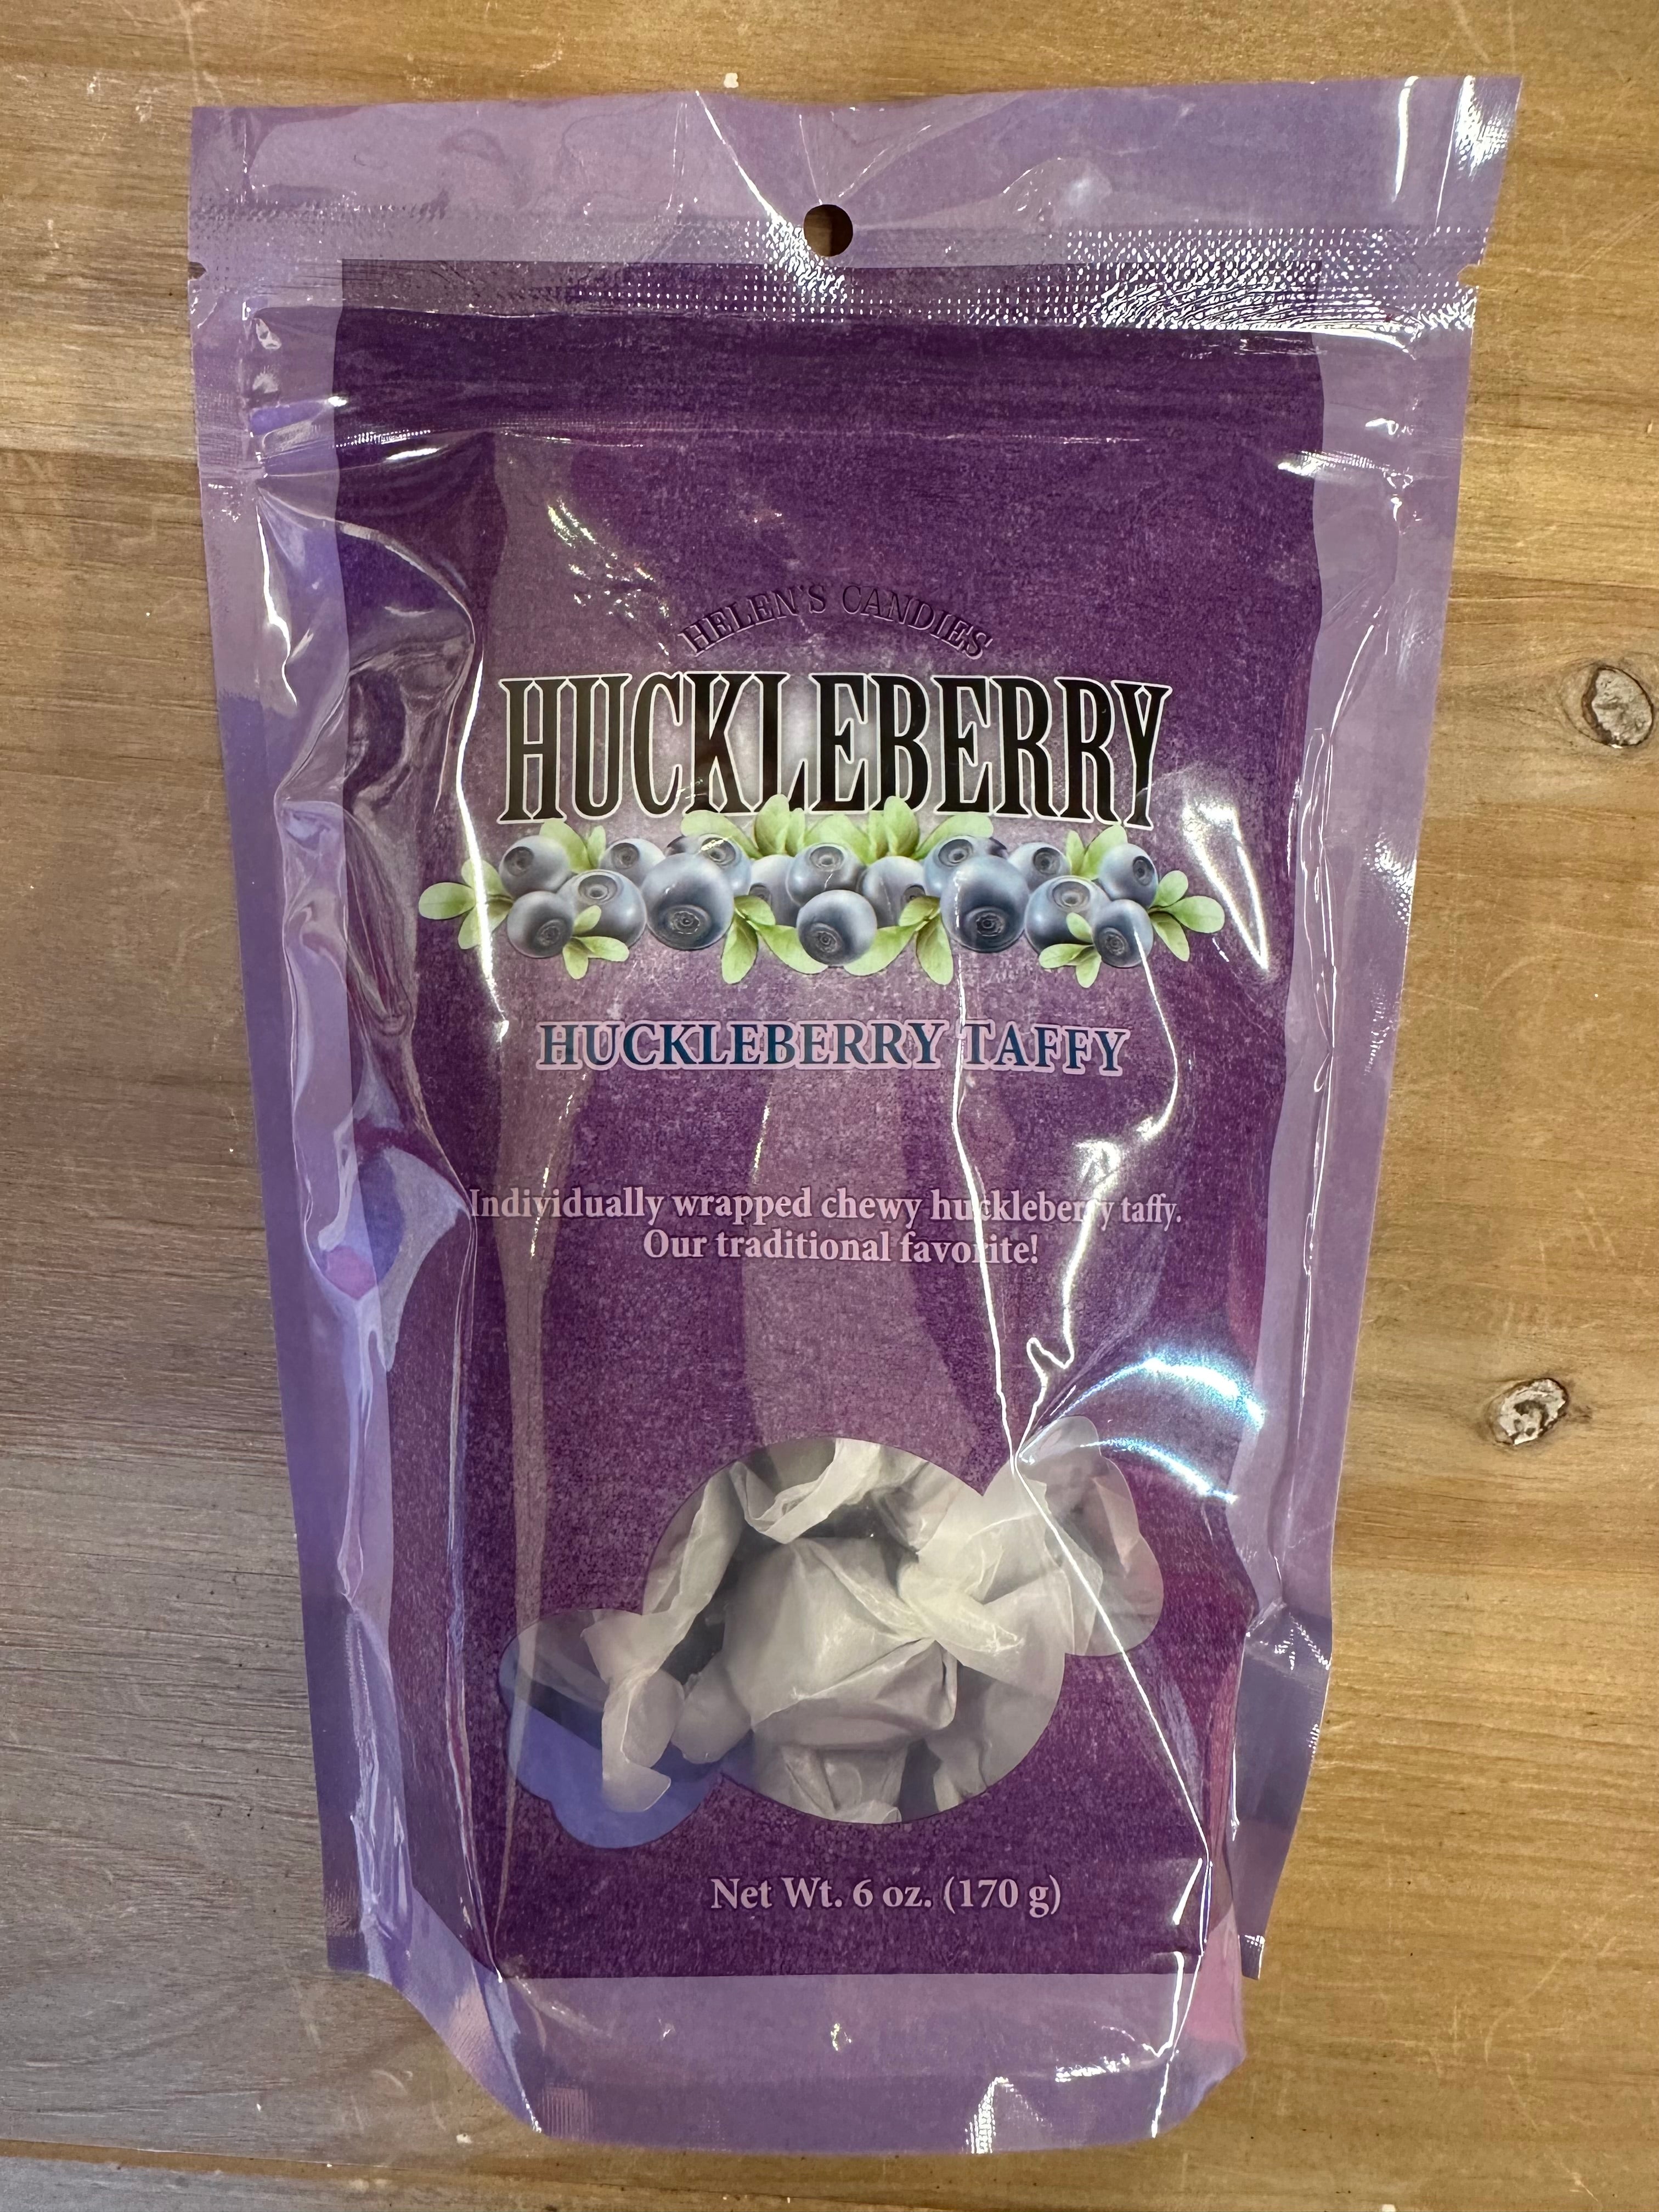 HELEN'S CANDIES
HUCKLEBERRY
HUCKLEBERRY TAFFY
Individually wrapped chewy huckleberry taffy.
Our traditional favorite!
Net Wt. 6 oz. (170 g)